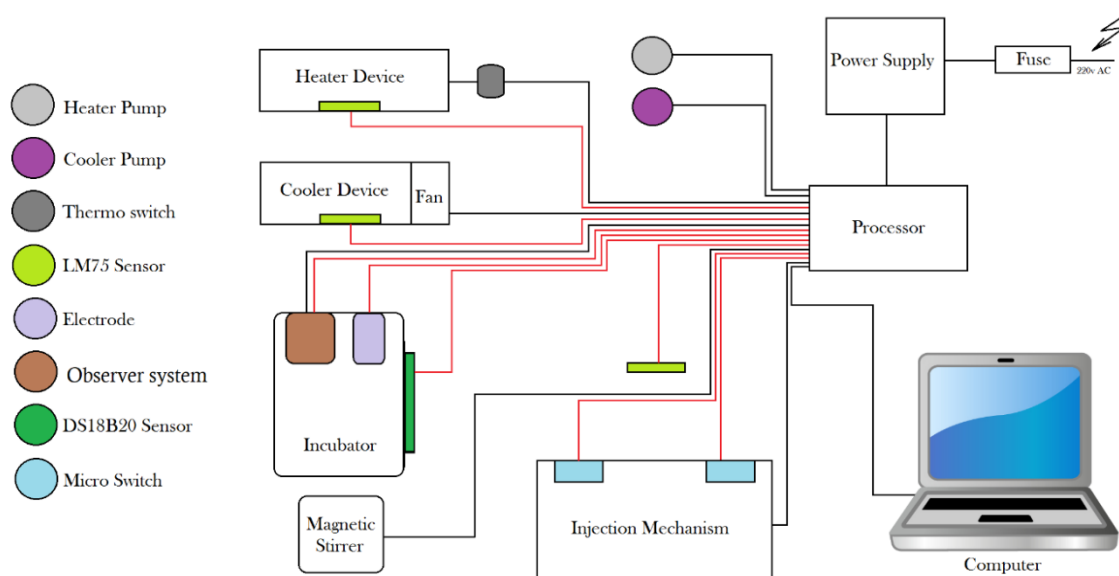 Heater Pump
Cooler Pump
Thermo switch
LM75 Sensor
Electrode
Observer system
DS18B20 Sensor
Micro Switch
Heater Device
Cooler Device
Fan
Incubator
Magnetic
Stirrer
Injection Mechanism
Power Supply
Fuse
220v AC
Processor
Computer